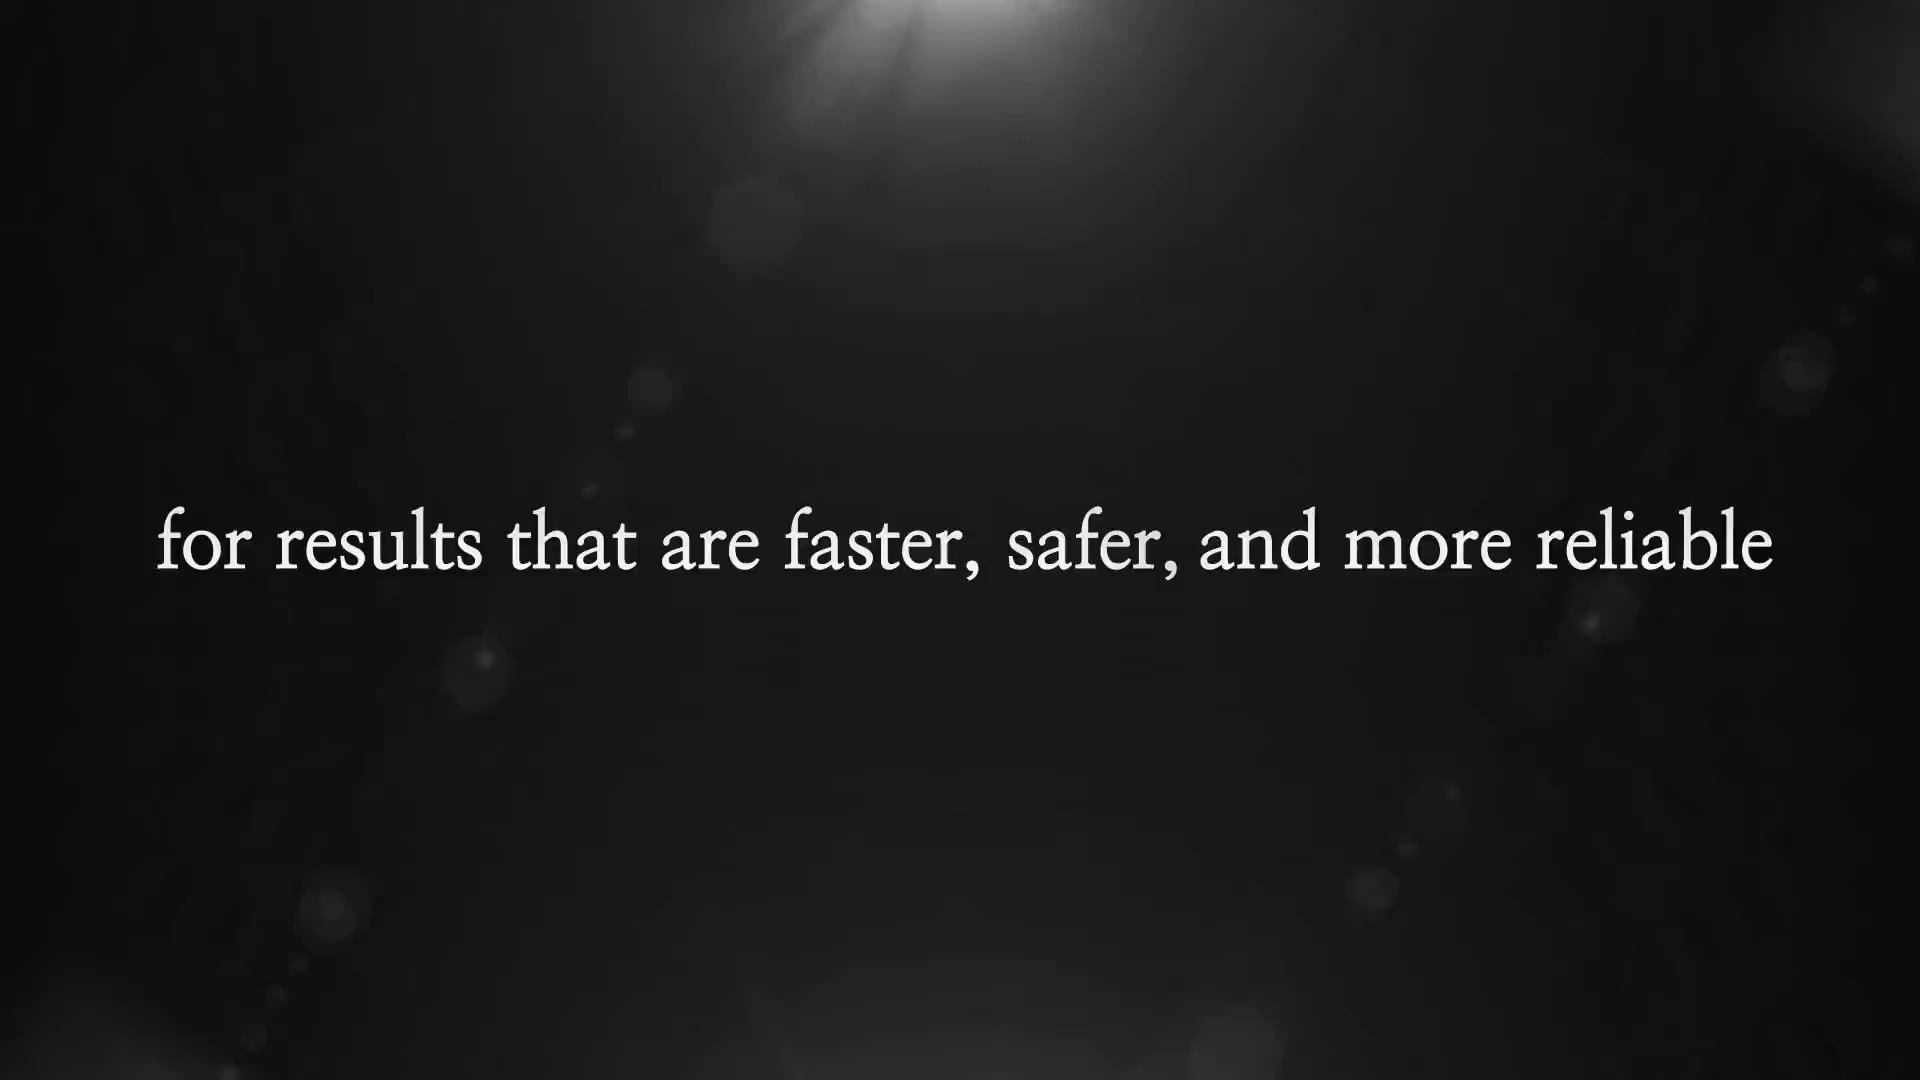 for results that are faster, safer, and more reliable